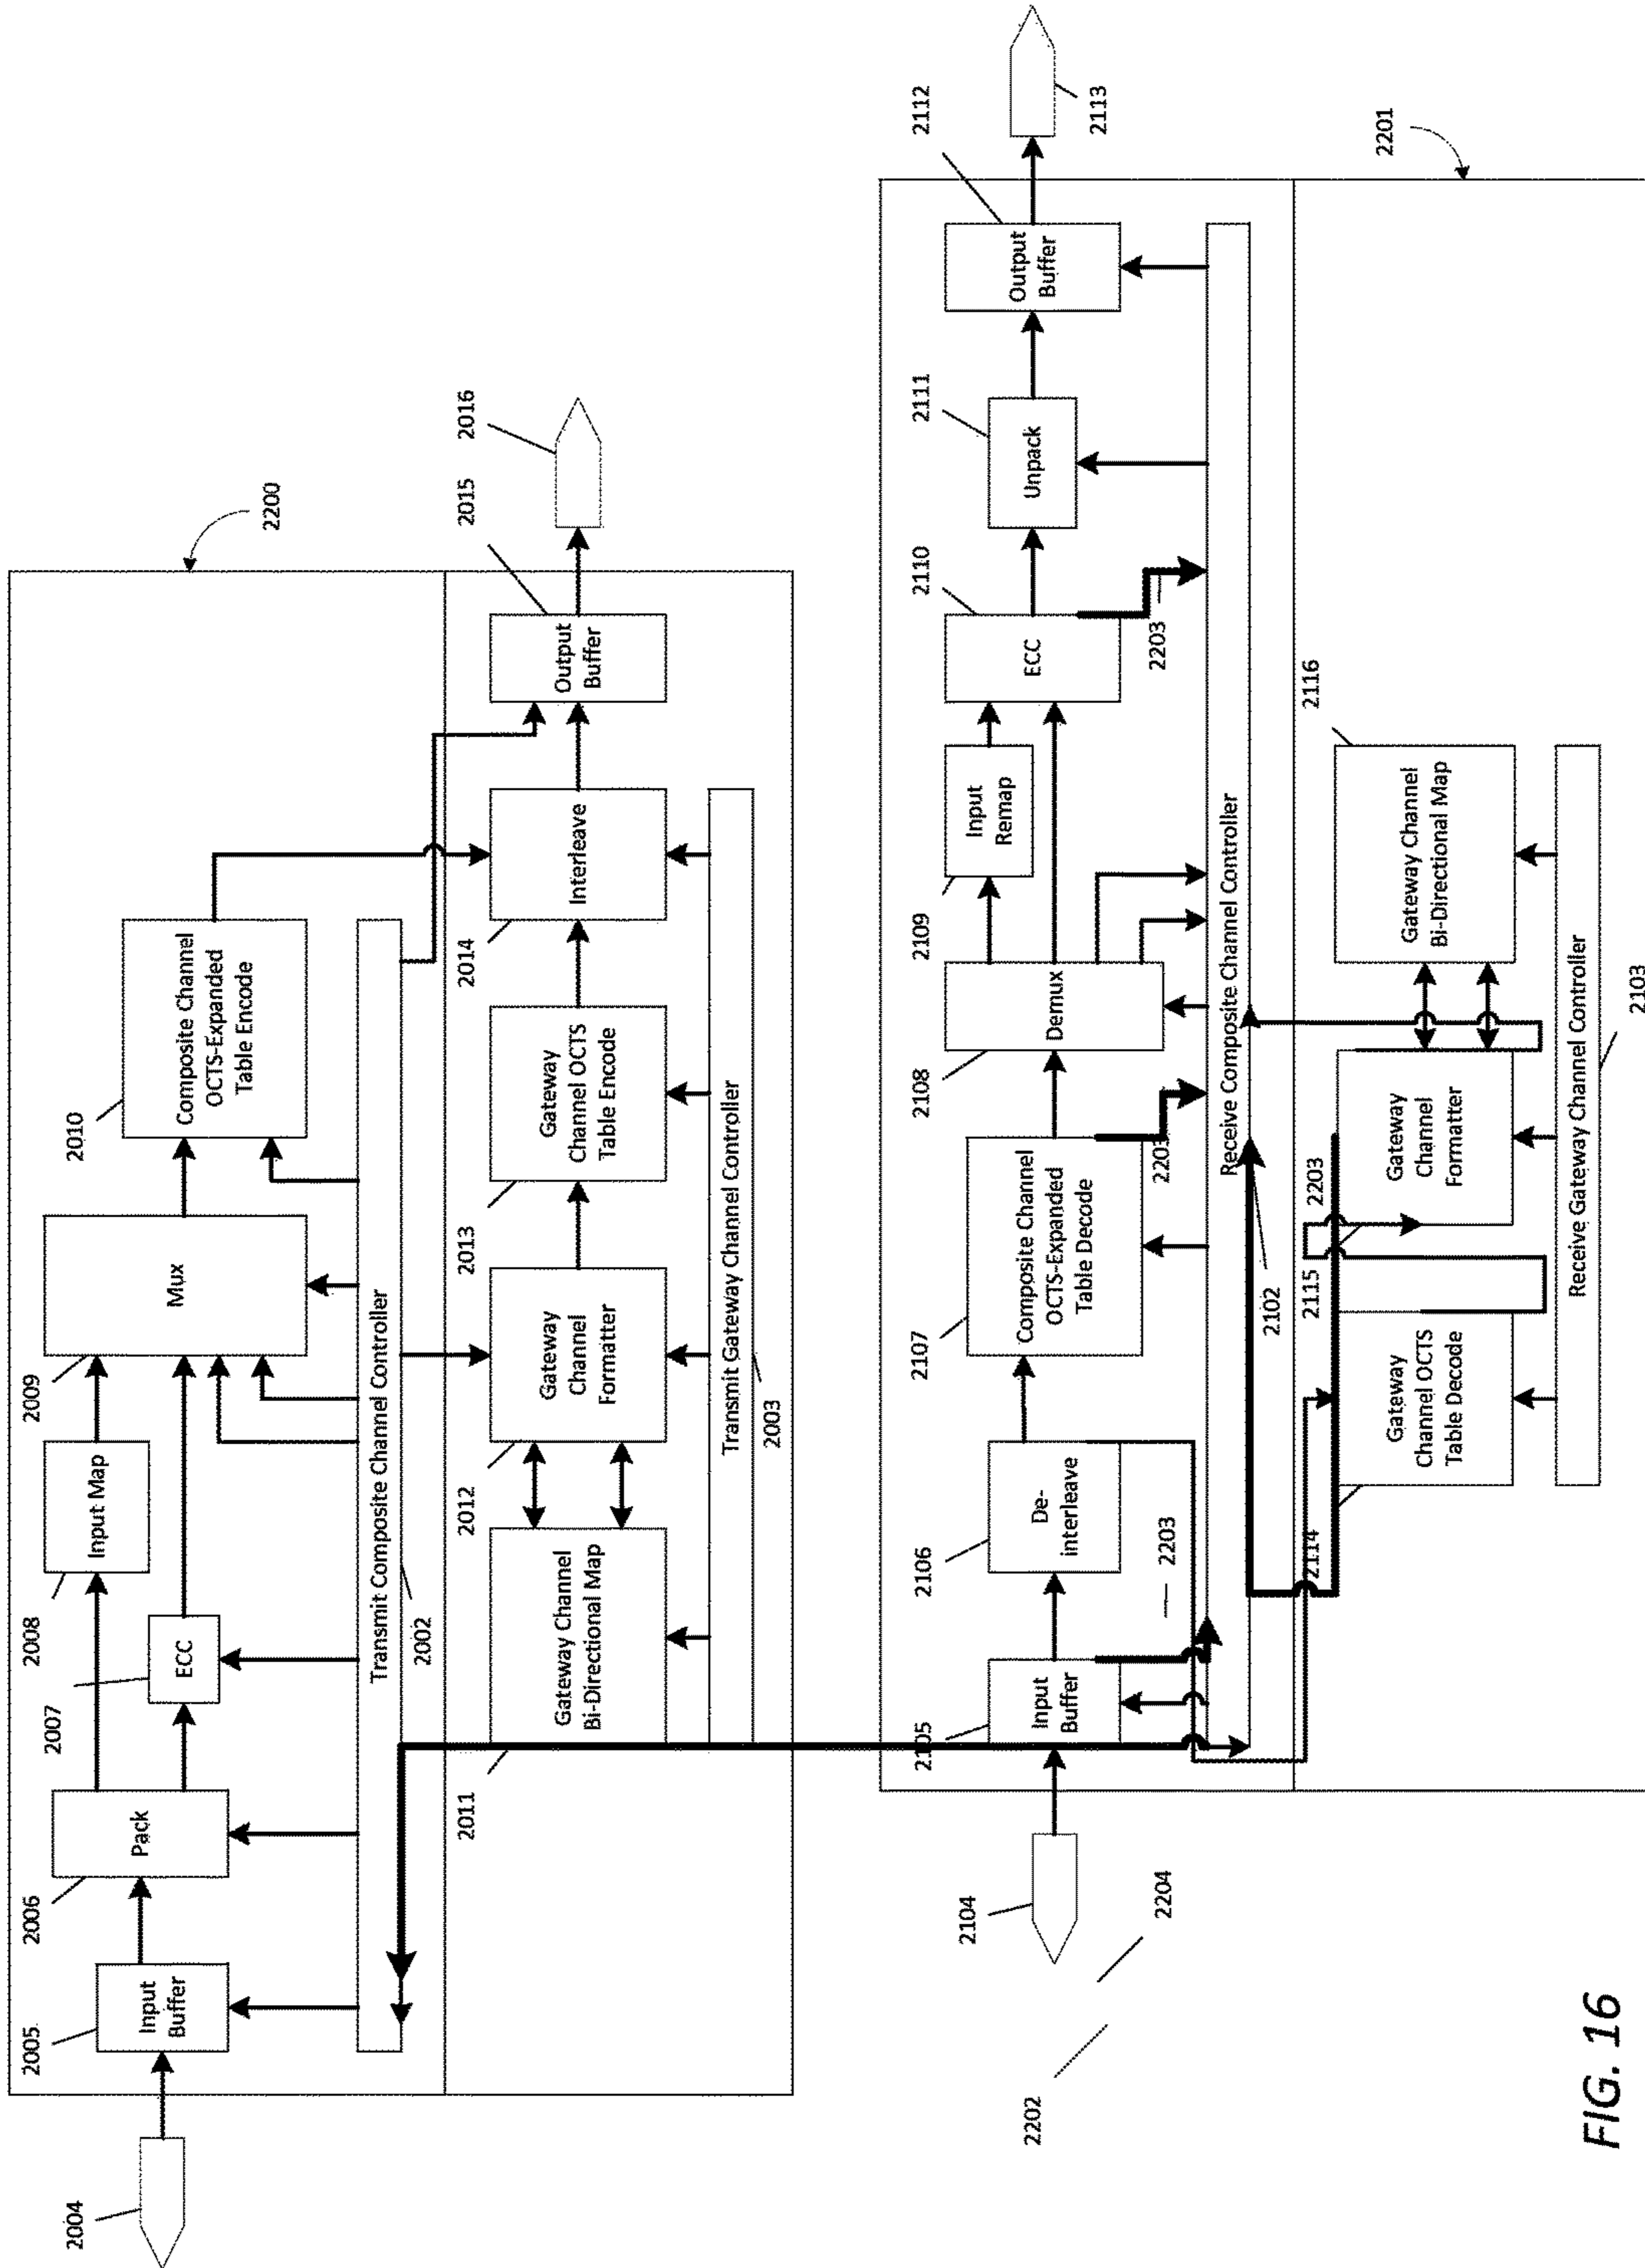 2004
2005
Input
Buffer
2006
Pack
2007
ECC
2008
Input Map
2009
Mux
2010
Composite Channel
OCTS-Expanded
Table Encode
2200
Transmit Composite Channel Controller
2002
2011
Gateway Channel
Bi-Directional Map
2012
Gateway
Channel
Formatter
2013
Gateway
Channel OCTS
Table Encode
2014
Interleave
2015
Output
Buffer
2016
Transmit Gateway Channel Controller
2003
2104
2105
Input
Buffer
2106
De-
interleave
2203
2107
Composite Channel
OCTS-Expanded
Table Decode
2203
2108
Demux
2109
Input
Remap
2110
ECC
2203
2111
Unpack
2112
Output
Buffer
2113
Receive Composite Channel Controller
2102
2201
2114
Gateway
Channel OCTS
Table Decode
2115
2203
Gateway
Channel
Formatter
2116
Gateway Channel
Bi-Directional Map
Receive Gateway Channel Controller
2103
2202
2204
FIG. 16